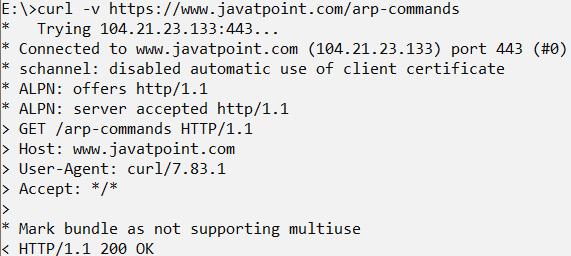 E:\>curl -v https://www.javatpoint.com/arp-commands
*   Trying 104.21.23.133:443...
* Connected to www.javatpoint.com (104.21.23.133) port 443 (#0)
* schannel: disabled automatic use of client certificate
* ALPN: offers http/1.1
* ALPN: server accepted http/1.1
> GET /arp-commands HTTP/1.1
> Host: www.javatpoint.com
> User-Agent: curl/7.83.1
> Accept: */*
>
* Mark bundle as not supporting multiuse
< HTTP/1.1 200 OK